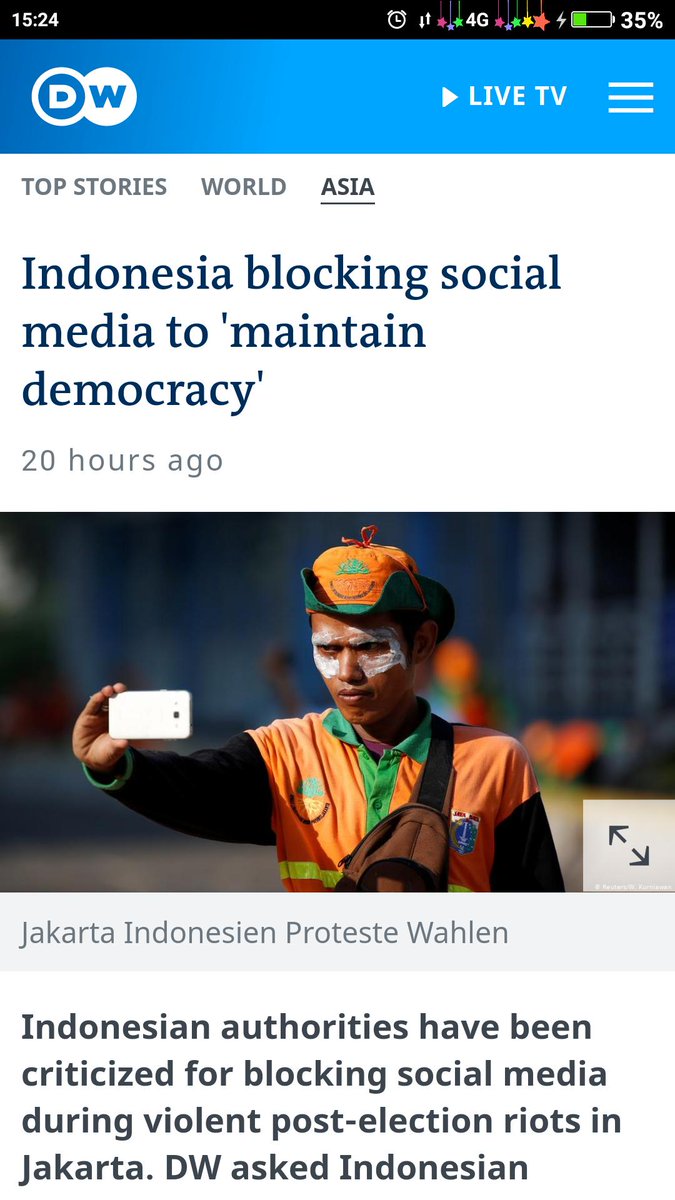 15:24
4G
35%
DW
LIVE TV
TOP STORIES WORLD ASIA
Indonesia blocking social
media to 'maintain
democracy'
20 hours ago
JAYA RAYA
© Reuters/W. Kurniawan
Jakarta Indonesien Proteste Wahlen
Indonesian authorities have been
criticized for blocking social media
during violent post-election riots in
Jakarta. DW asked Indonesian